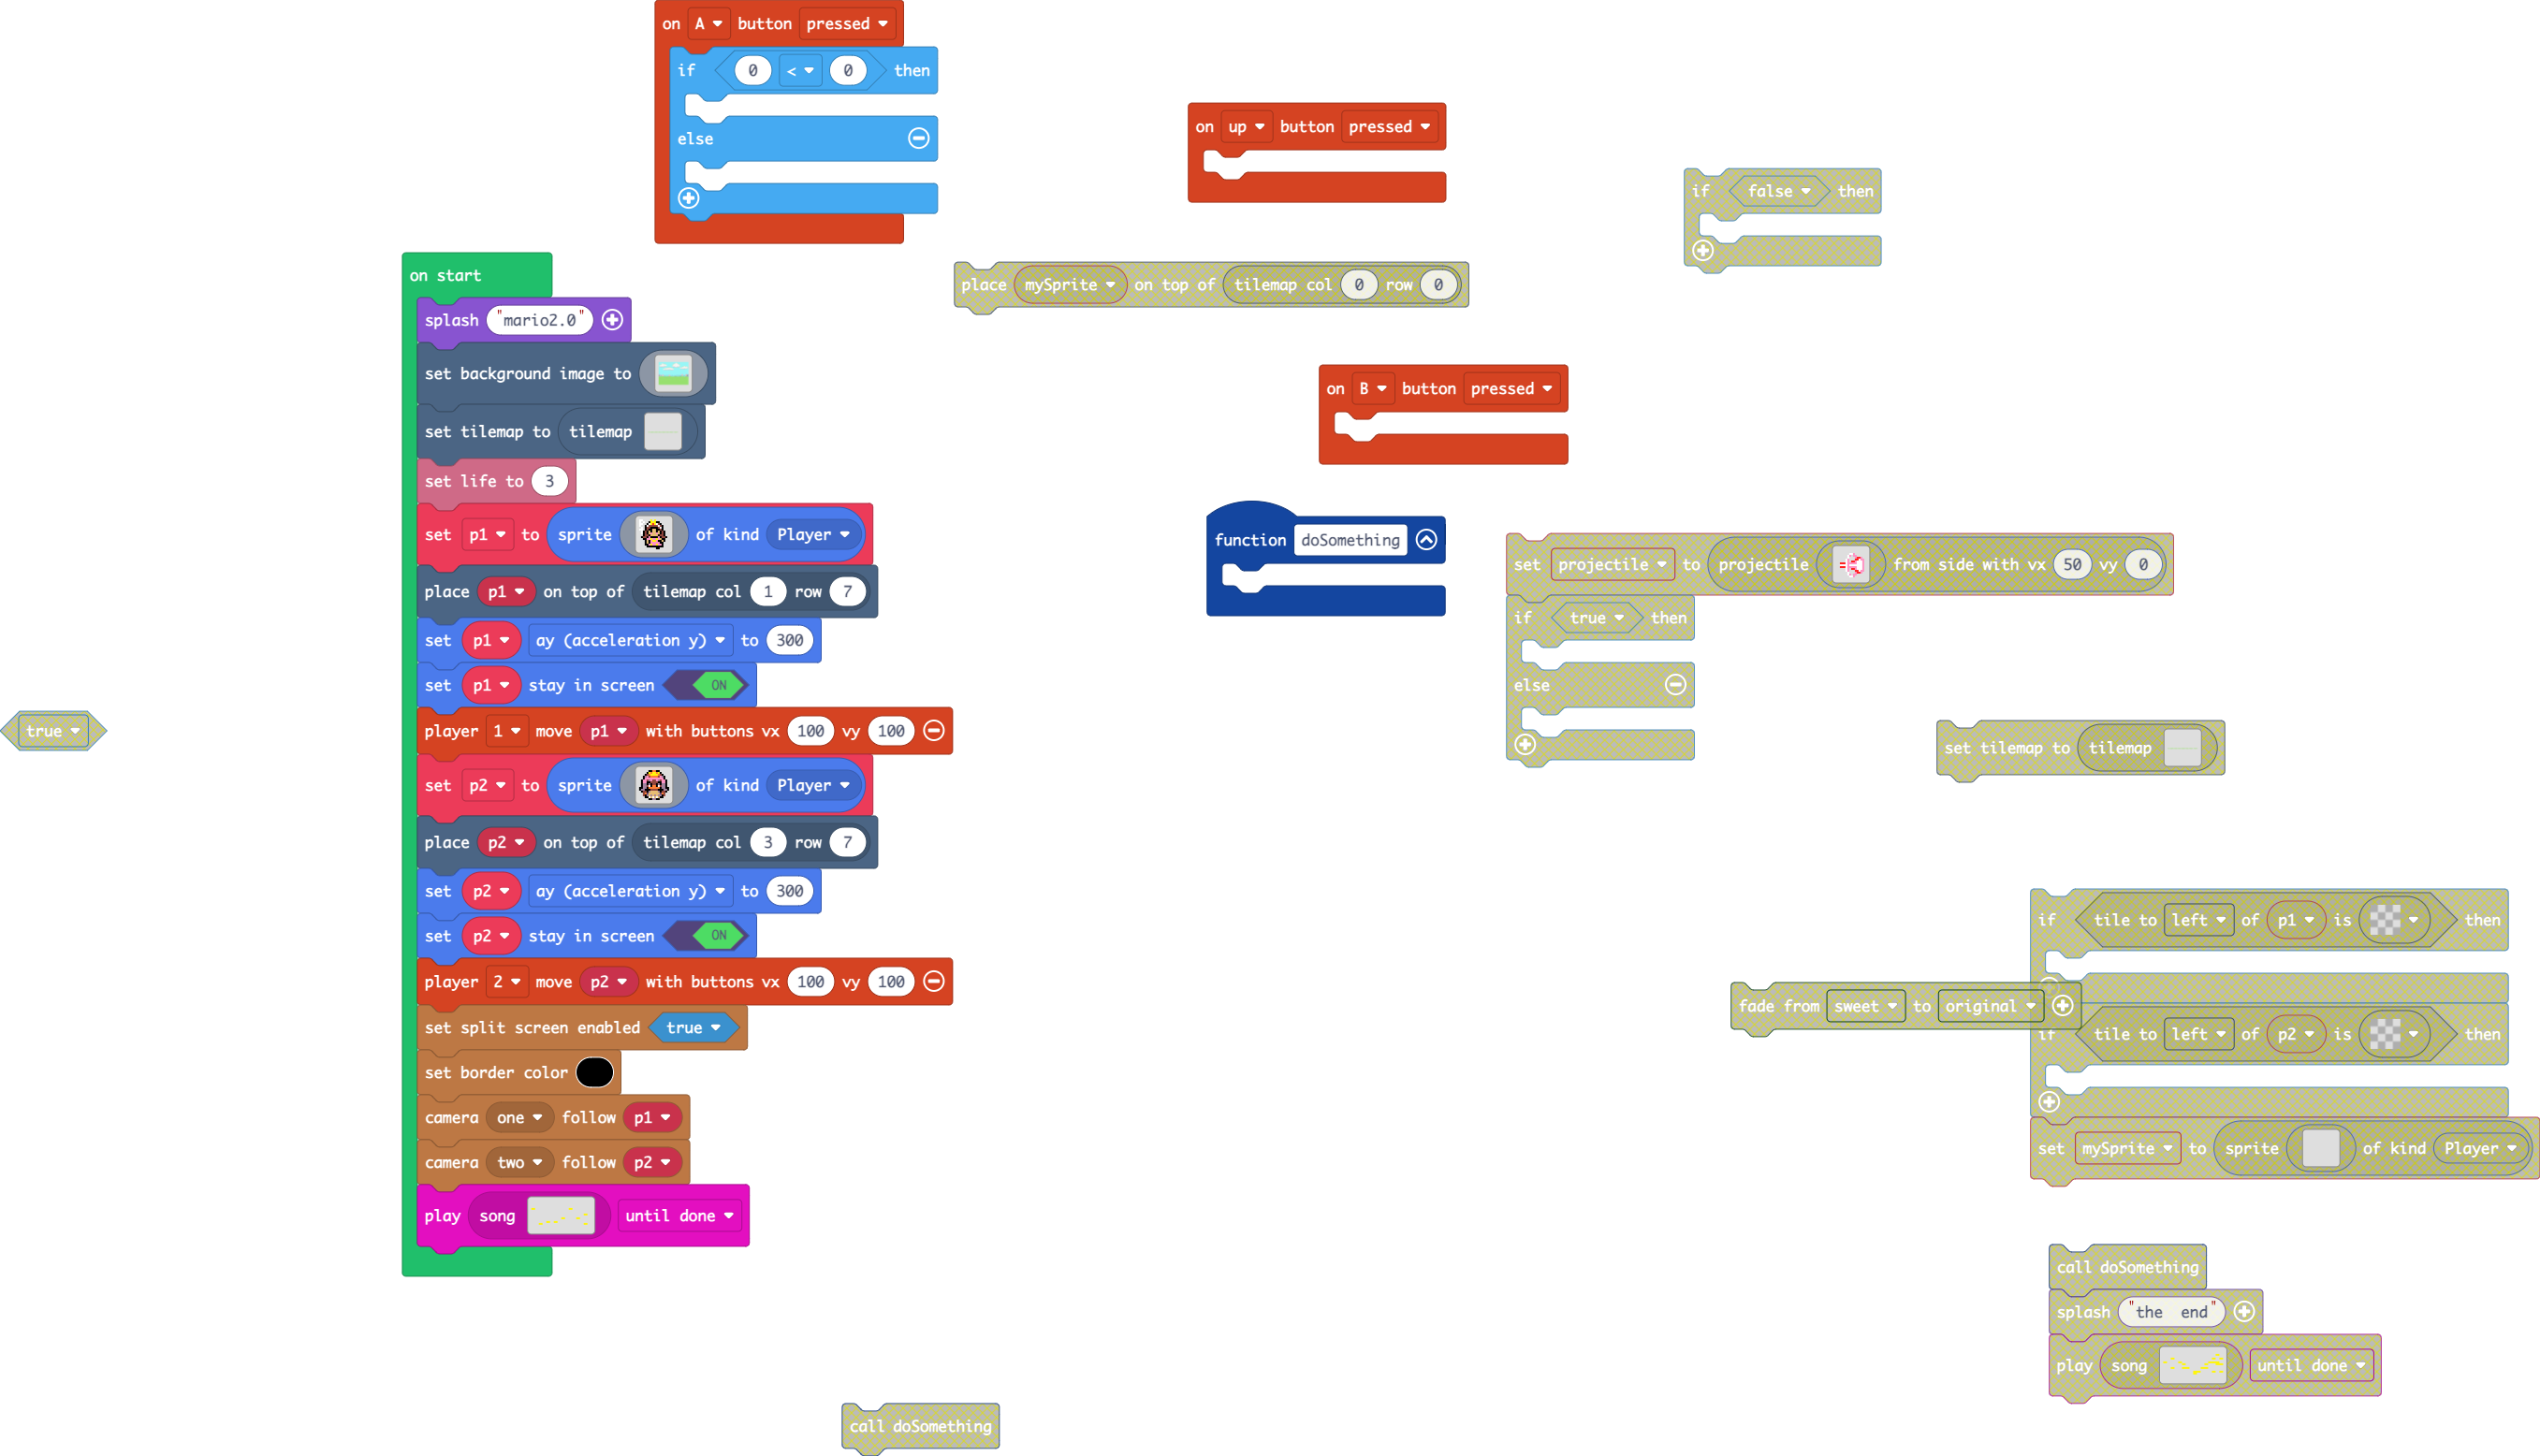 on A button pressed
if 0 < 0 then
else
on up button pressed
if false then
on start
splash "mario2.0"
set background image to
set tilemap to tilemap
set life to 3
set p1 to sprite of kind Player
place p1 on top of tilemap col 1 row 7
set p1 ay (acceleration y) to 300
set p1 stay in screen ON
player 1 move p1 with buttons vx 100 vy 100
set p2 to sprite of kind Player
place p2 on top of tilemap col 3 row 7
set p2 ay (acceleration y) to 300
set p2 stay in screen ON
player 2 move p2 with buttons vx 100 vy 100
set split screen enabled true
set border color
camera one follow p1
camera two follow p2
play song until done
place mySprite on top of tilemap col 0 row 0
on B button pressed
function doSomething
set projectile to projectile from side with vx 50 vy 0
if true then
else
true
set tilemap to tilemap
if tile to left of p1 is then
fade from sweet to original
if tile to left of p2 is then
set mySprite to sprite of kind Player
call doSomething
splash "the  end"
play song until done
call doSomething